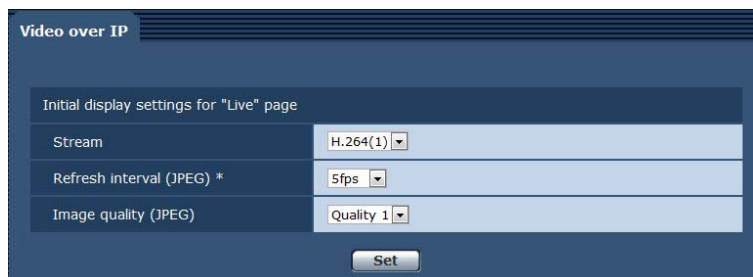 Video over IP
Initial display settings for "Live" page
Stream H.264(1)
Refresh interval (JPEG) * 5fps
Image quality (JPEG) Quality 1
Set